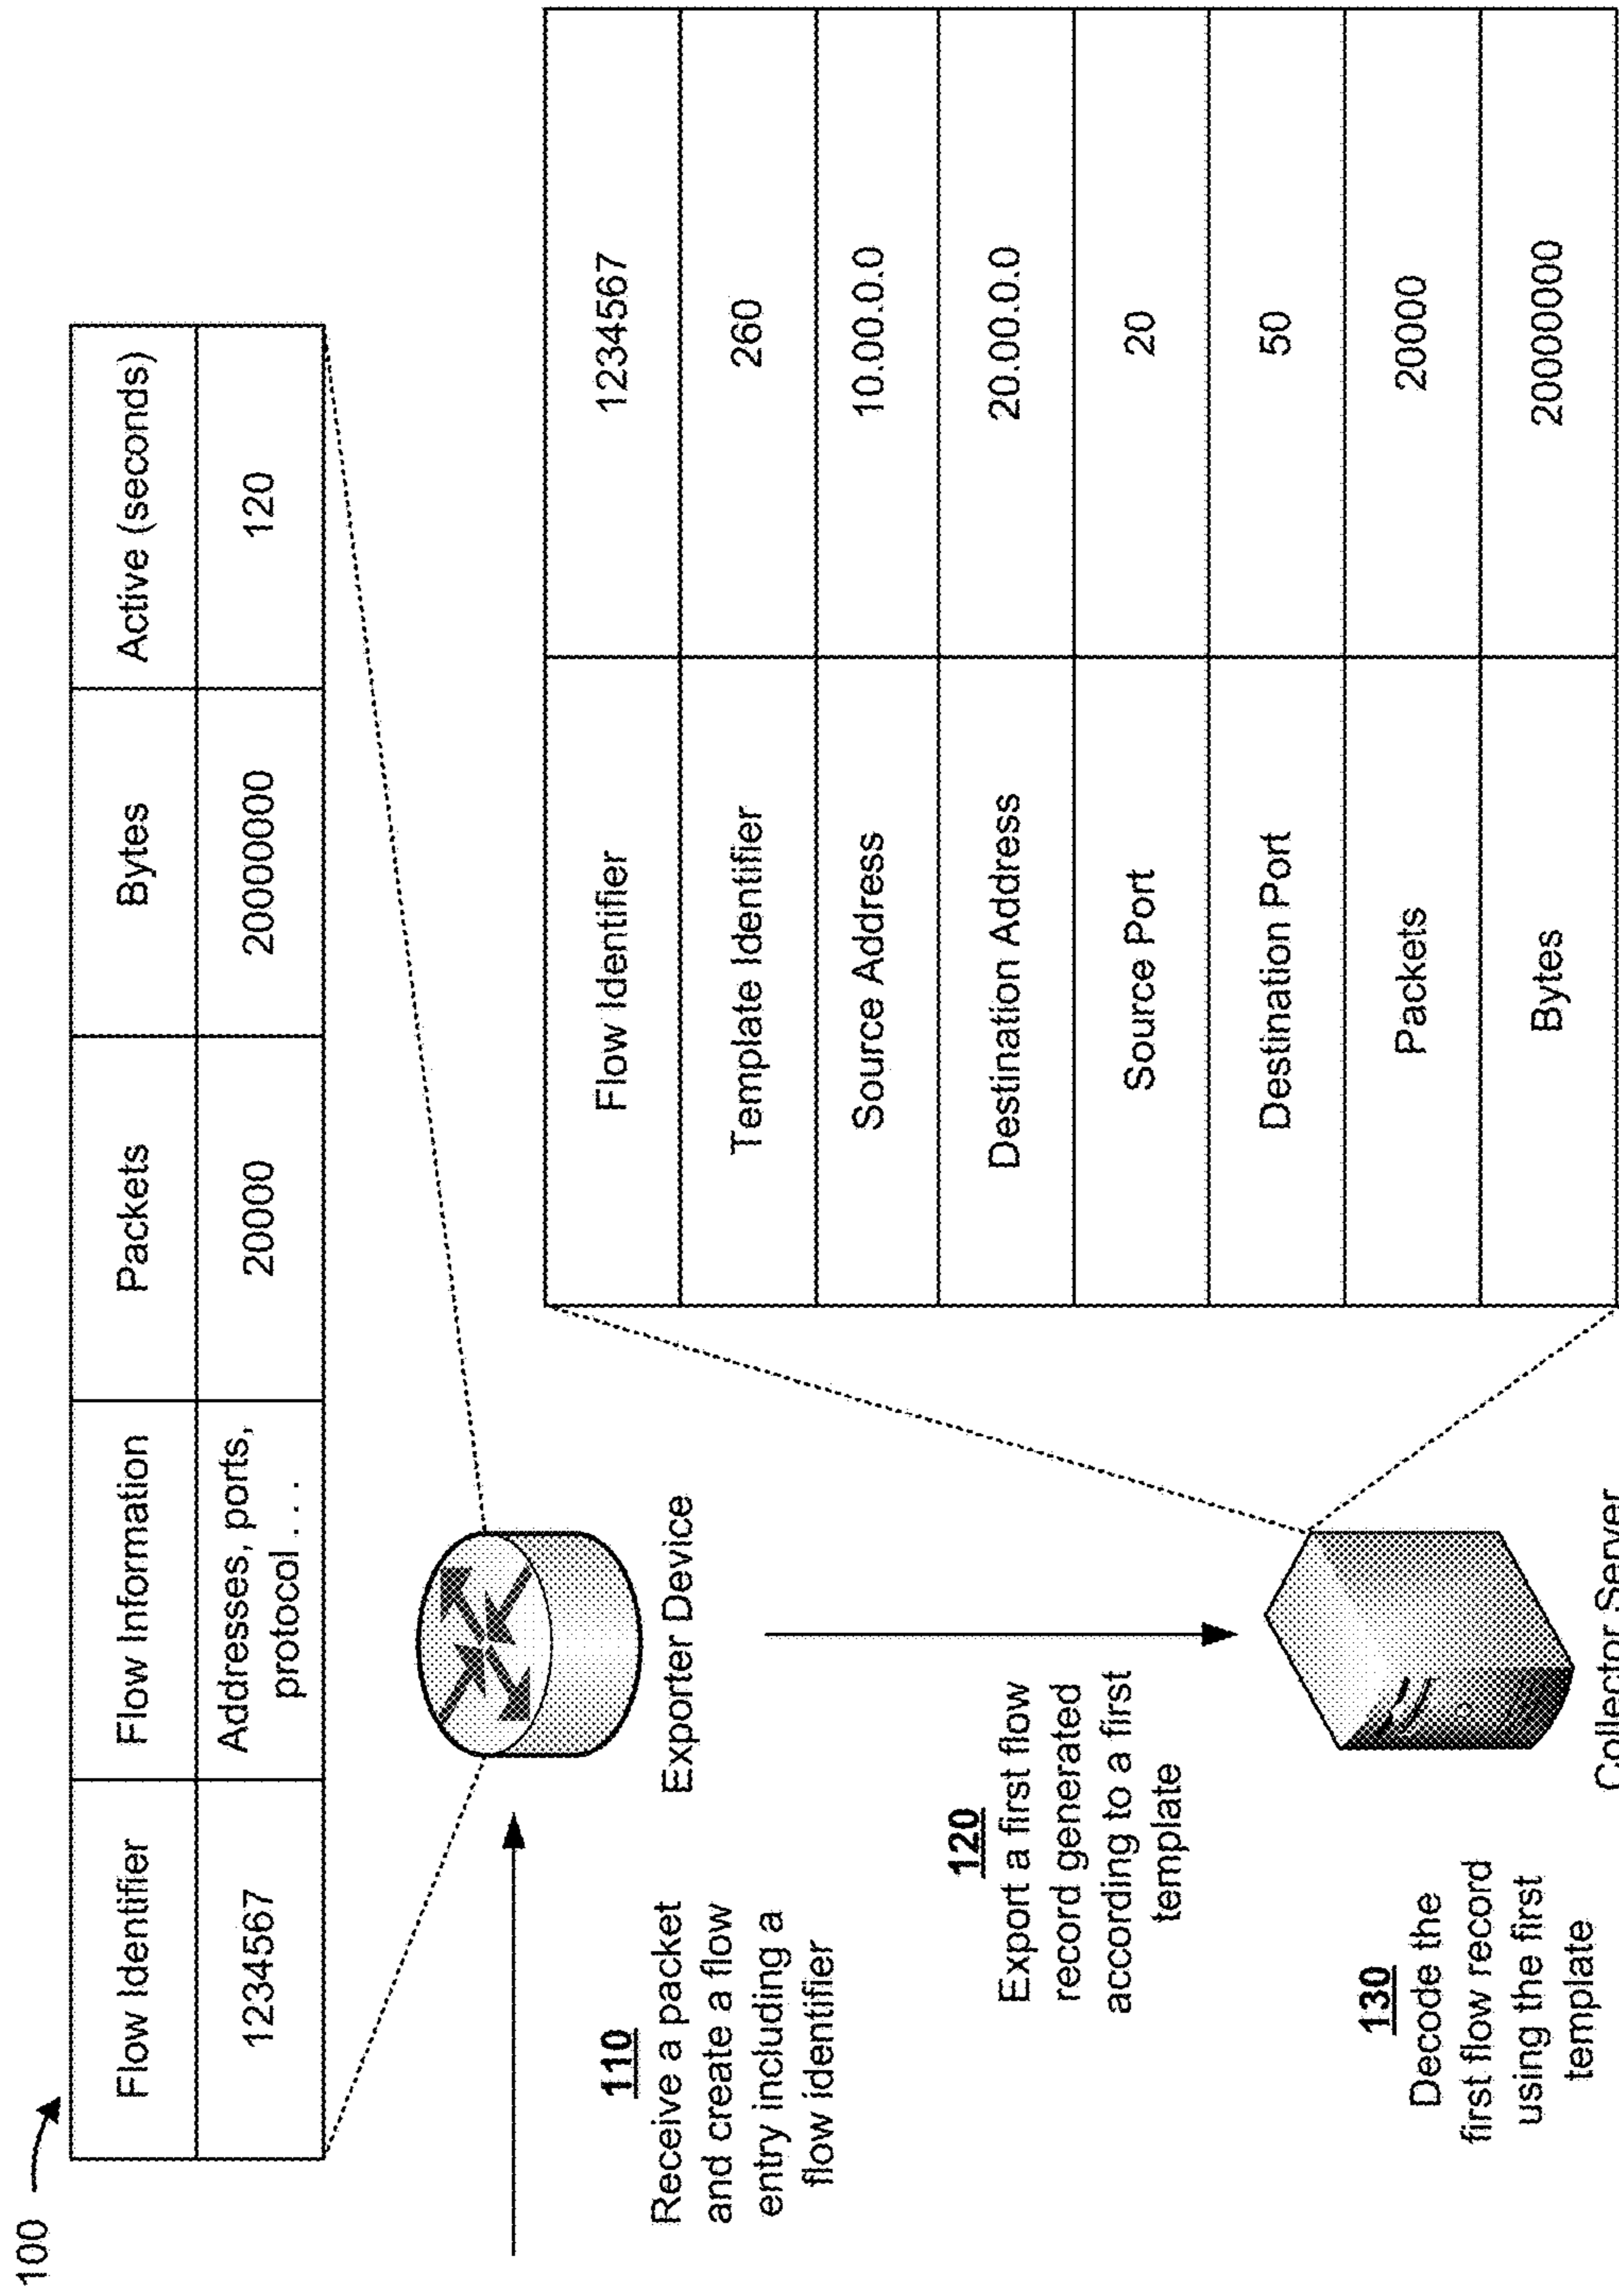 100
Flow Identifier
Flow Information
Packets
Bytes
Active (seconds)
1234567
Addresses, ports,
protocol . . .
20000
20000000
120
Exporter Device
110
Receive a packet
and create a flow
entry including a
flow identifier
120
Export a first flow
record generated
according to a first
template
130
Decode the
first flow record
using the first
template
Collector Server
Flow Identifier
1234567
Template Identifier
260
Source Address
10.00.0.0
Destination Address
20.00.0.0
Source Port
20
Destination Port
50
Packets
20000
Bytes
20000000